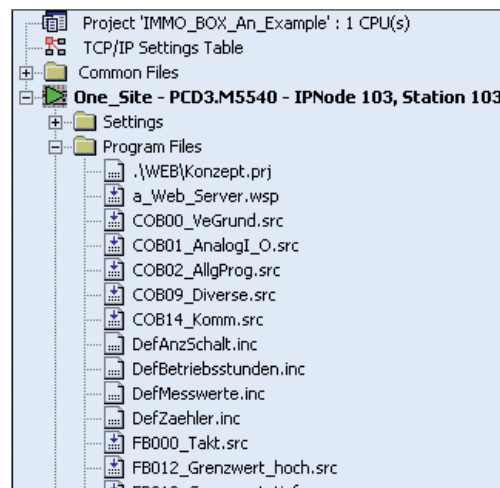 Project 'IMMO_BOX_An_Example' : 1 CPU(s)
TCP/IP Settings Table
Common Files
One_Site - PCD3.M5540 - IPNode 103, Station 103
Settings
Program Files
.\WEB\Konzept.prj
a_Web_Server.wsp
COB00_VeGrund.src
COB01_AnalogI_O.src
COB02_AllgProg.src
COB09_Diverse.src
COB14_Komm.src
DefAnzSchalt.inc
DefBetriebsstunden.inc
DefMesswerte.inc
DefZaehler.inc
FB000_Takt.src
FB012_Grenzwert_hoch.src